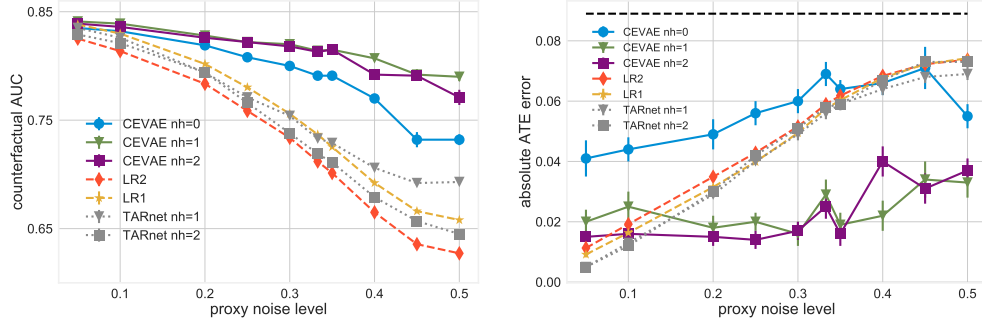 0.85
0.75
0.65
counterfactual AUC
CEVAE nh=0
CEVAE nh=1
CEVAE nh=2
LR2
LR1
TARnet nh=1
TARnet nh=2
0.1 0.2 0.3 0.4 0.5
proxy noise level
0.08
0.06
0.04
0.02
0.00
absolute ATE error
CEVAE nh=0
CEVAE nh=1
CEVAE nh=2
LR2
LR1
TARnet nh=1
TARnet nh=2
0.1 0.2 0.3 0.4 0.5
proxy noise level